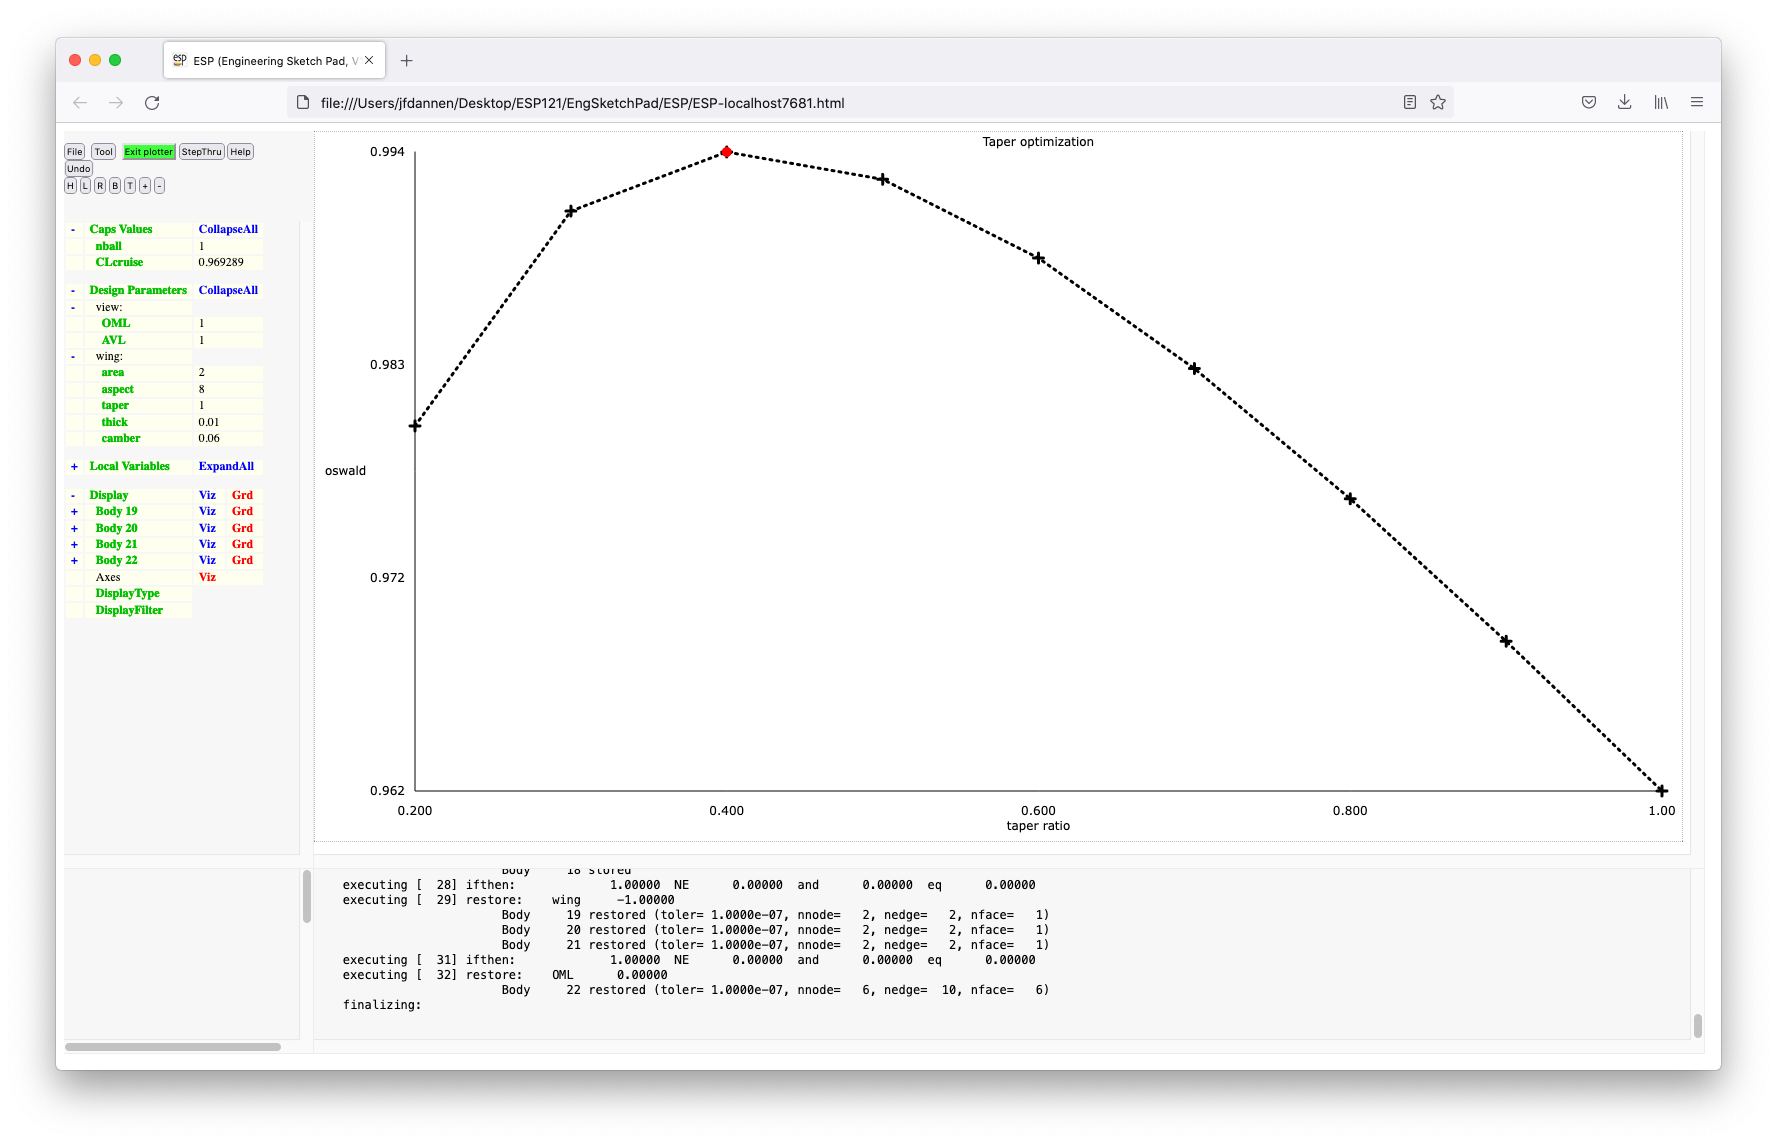 esp ESP (Engineering Sketch Pad, V
file:///Users/jfdannen/Desktop/ESP121/EngSketchPad/ESP/ESP-localhost7681.html
File Tool Exit plotter StepThru Help
Undo
H L R B T + -
- Caps Values CollapseAll
nball 1
CLcruise 0.969289
- Design Parameters CollapseAll
- view:
OML 1
AVL 1
- wing:
area 2
aspect 8
taper 1
thick 0.01
camber 0.06
+ Local Variables ExpandAll
- Display Viz Grd
+ Body 19 Viz Grd
+ Body 20 Viz Grd
+ Body 21 Viz Grd
+ Body 22 Viz Grd
Axes Viz
DisplayType
DisplayFilter
Taper optimization
0.994
0.983
oswald
0.972
0.962
0.200 0.400 0.600 0.800 1.00
taper ratio
Body 18 stored
executing [ 28] ifthen: 1.00000 NE 0.00000 and 0.00000 eq 0.00000
executing [ 29] restore: wing -1.00000
Body 19 restored (toler= 1.0000e-07, nnode= 2, nedge= 2, nface= 1)
Body 20 restored (toler= 1.0000e-07, nnode= 2, nedge= 2, nface= 1)
Body 21 restored (toler= 1.0000e-07, nnode= 2, nedge= 2, nface= 1)
executing [ 31] ifthen: 1.00000 NE 0.00000 and 0.00000 eq 0.00000
executing [ 32] restore: OML 0.00000
Body 22 restored (toler= 1.0000e-07, nnode= 6, nedge= 10, nface= 6)
finalizing: